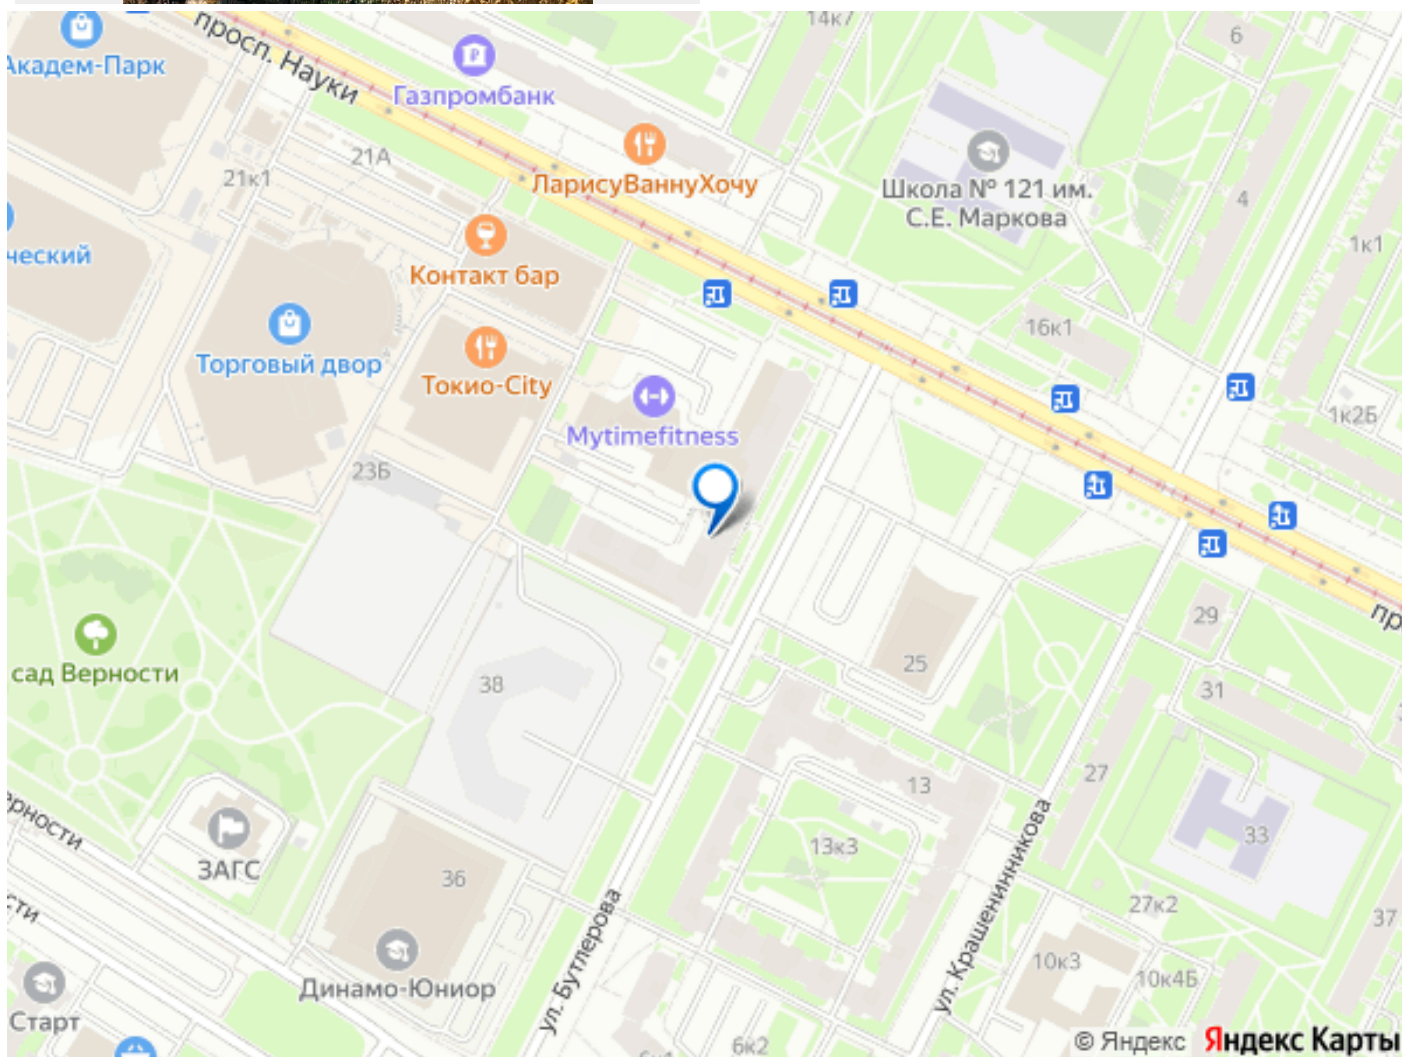 14к7
6
просп. Науки
Академ-Парк
Газпромбанк
21А
21к1
ЛарисуВаннуХочу
Школа № 121 им.
С.Е. Маркова
4
1к1
ческий
Контакт бар
16к1
Торговый двор
Токио-City
1к2Б
Mytimefitness
23Б
29
пр
25
сад Верности
38
31
27
13
33
13к3
ерности
ЗАГС
36
27к2
37
сти
ул. Бутлерова
ул. Крашенинникова
10к3
10к4Б
Динамо-Юниор
Старт
6к2
© Яндекс Яндекс Карты